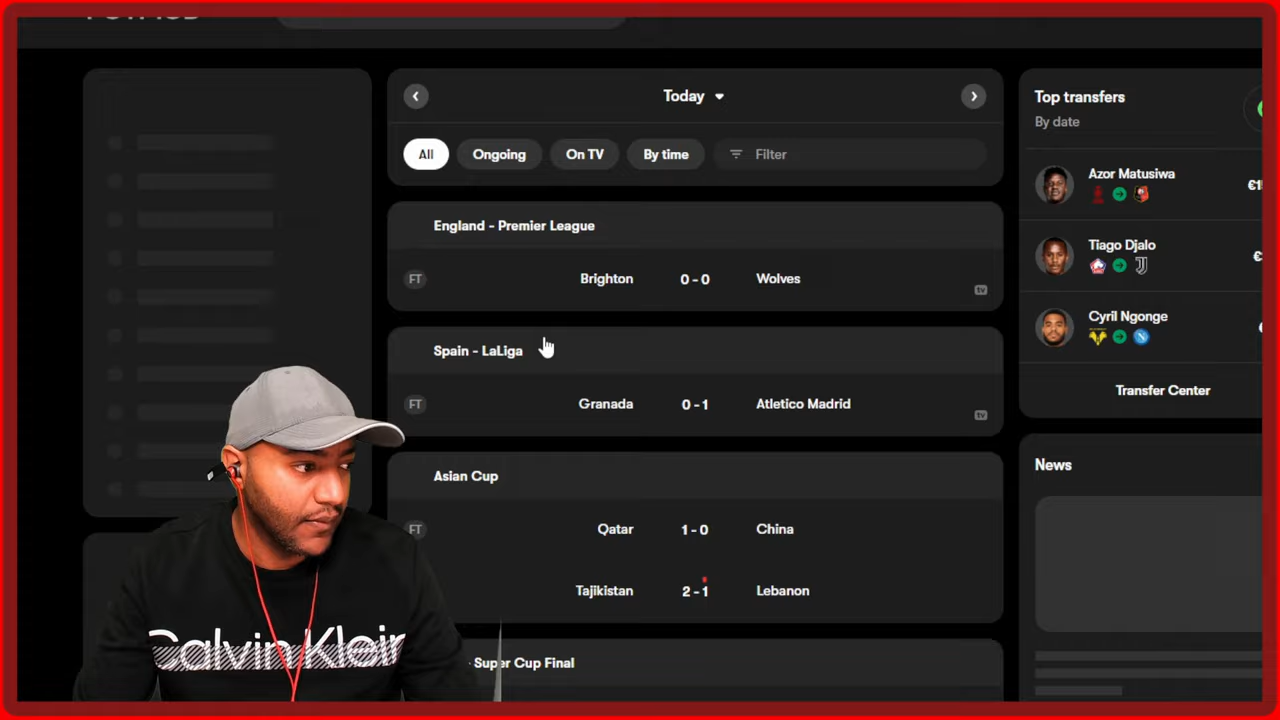 Today
All
Ongoing
On TV
By time
Filter
England - Premier League
FT
Brighton
0 - 0
Wolves
tv
Spain - LaLiga
FT
Granada
0 - 1
Atletico Madrid
tv
Asian Cup
FT
Qatar
1 - 0
China
Tajikistan
2 - 1
Lebanon
Super Cup Final
Top transfers
By date
Azor Matusiwa
Tiago Djalo
Cyril Ngonge
Transfer Center
News
Calvin Klein